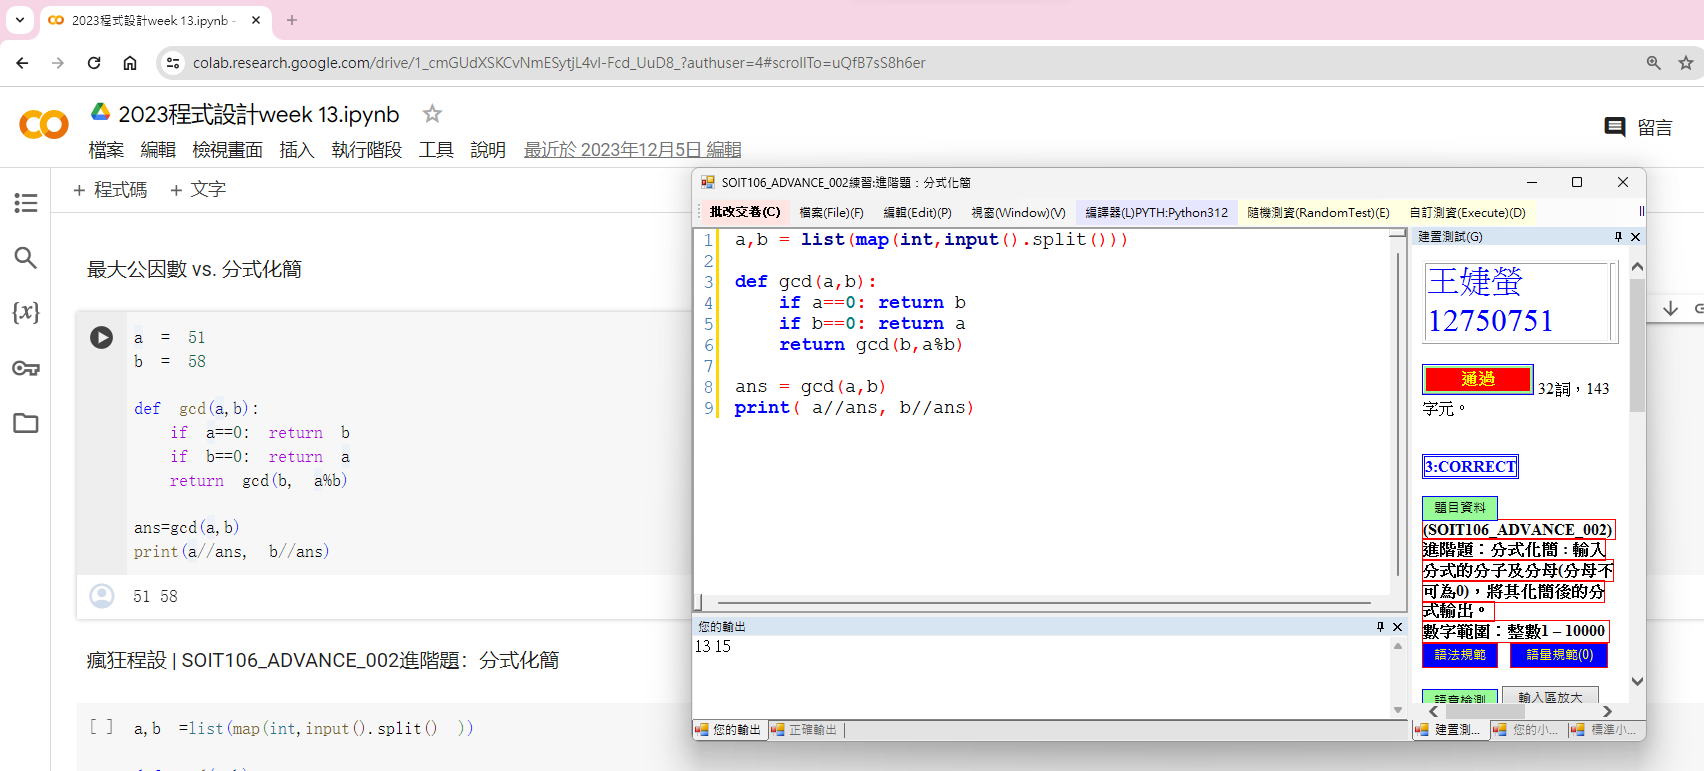 2023程式設計week 13.ipynb -
colab.research.google.com/drive/1_cmGUdXSKCvNmESytjL4vI-Fcd_UuD8_?authuser=4#scrollTo=uQfB7sS8h6er
2023程式設計week 13.ipynb
留言
檔案 編輯 檢視畫面 插入 執行階段 工具 說明 最近於 2023年12月5日 編輯
+ 程式碼 + 文字
最大公因數 vs. 分式化簡
a = 51
b = 58
def gcd(a,b):
if a==0: return b
if b==0: return a
return gcd(b, a%b)
ans=gcd(a,b)
print(a//ans, b//ans)
51 58
瘋狂程設 | SOIT106_ADVANCE_002進階題：分式化簡
[ ] a,b =list(map(int,input().split() ))
SOIT106_ADVANCE_002練習:進階題：分式化簡
批改交卷(C) 檔案(File)(F) 編輯(Edit)(P) 視窗(Window)(V) 編譯器(L)PYTH:Python312 隨機測資(RandomTest)(E) 自訂測資(Execute)(D)
1 a,b = list(map(int,input().split()))
2
3 def gcd(a,b):
4 if a==0: return b
5 if b==0: return a
6 return gcd(b,a%b)
7
8 ans = gcd(a,b)
9 print( a//ans, b//ans)
您的輸出
13 15
您的輸出 正確輸出
建置測試(G)
王婕螢
12750751
通過 32詞，143
字元。
3:CORRECT
題目資料
(SOIT106_ADVANCE_002)
進階題：分式化簡：輸入
分式的分子及分母(分母不
可為0)，將其化簡後的分
式輸出。
數字範圍：整數1 – 10000
語法規範 語量規範(0)
語意檢測 輸入區放大
建置測... 您的小... 標準小...